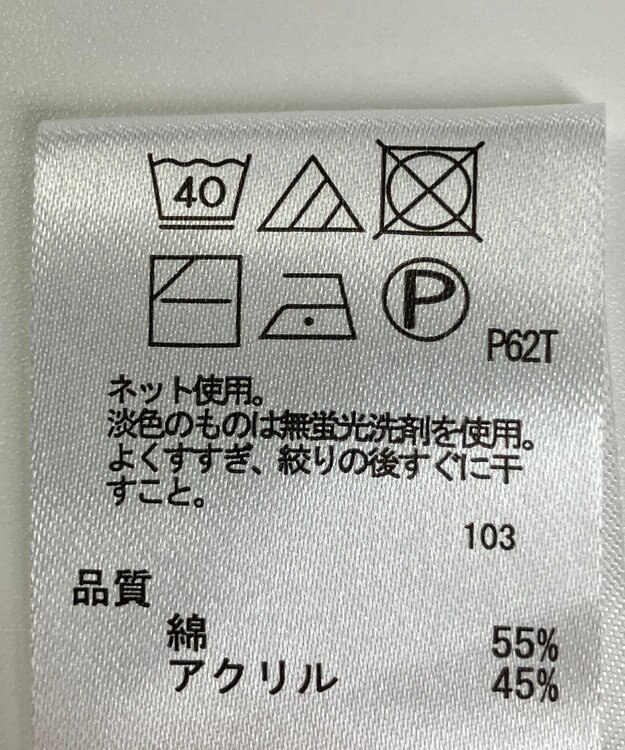 40
P
P62T
ネット使用。
淡色のものは無蛍光洗剤を使用。
よくすすぎ、絞りの後すぐに干
すこと。
103
品質
綿 55%
アクリル 45%